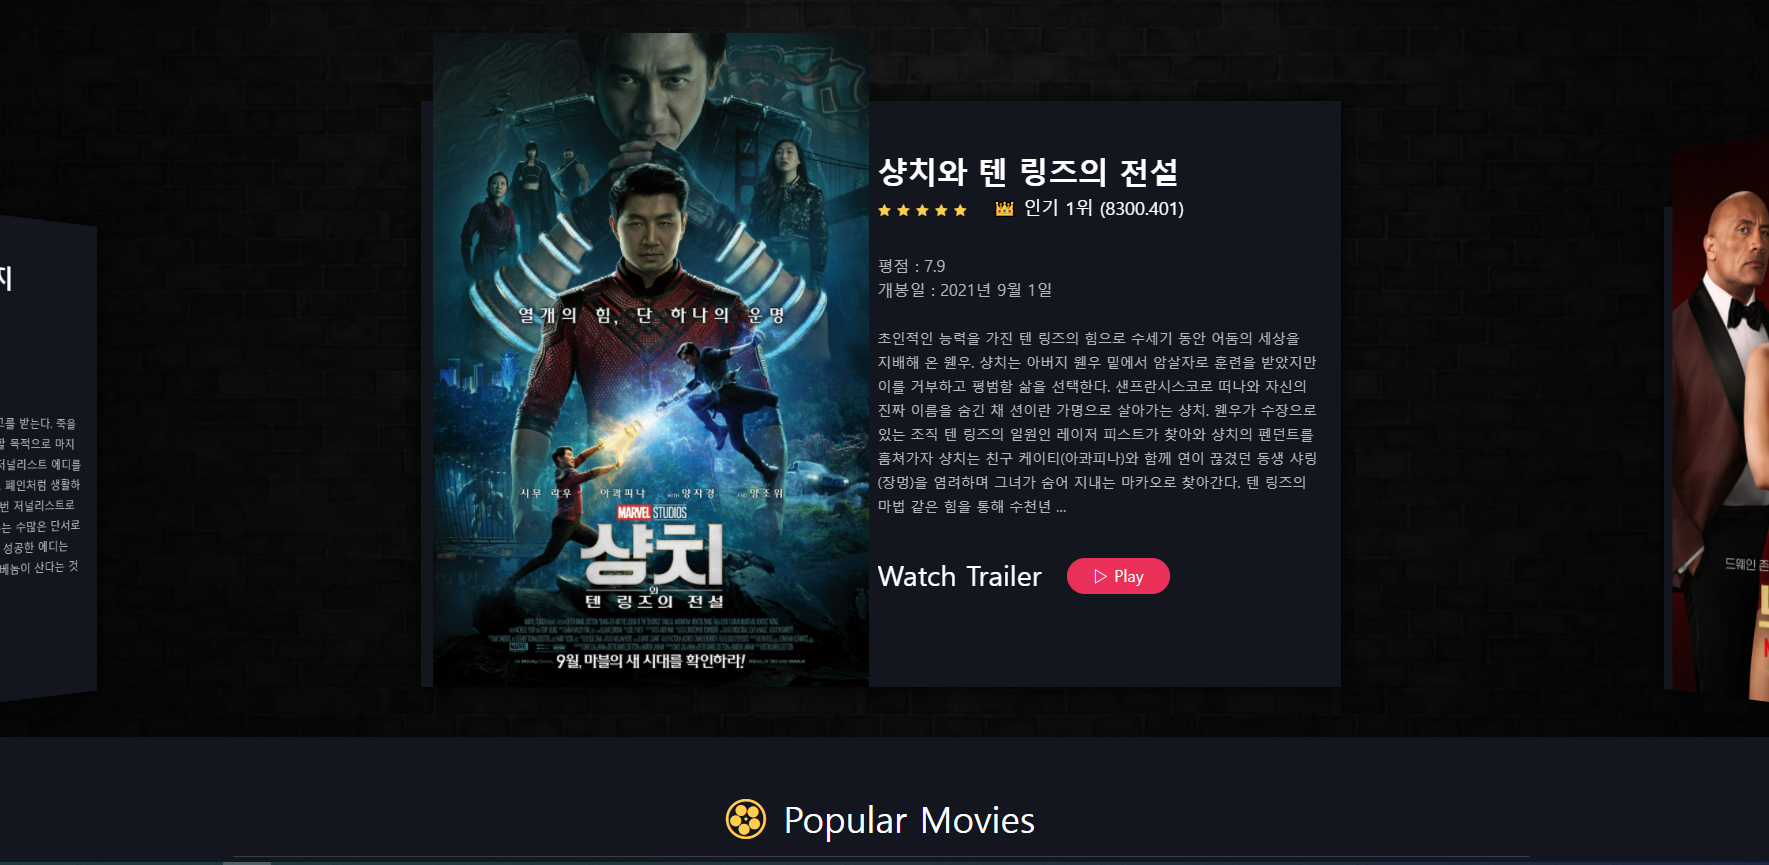 지
고를 받는다. 죽을
할 목적으로 마지
저널리스트 에디를
. 폐인처럼 생활하
번 저널리스트로
는 수많은 단서로
성공한 에디는
베놈이 산다는 것
열 개의 힘, 단 하나의 운명
시무 리우 아콰피나 WITH 양자경 AND 양조위
MARVEL STUDIOS
샹치
와
텐 링즈의 전설
9월, 마블의 새 시대를 확인하라!
샹치와 텐 링즈의 전설
인기 1위 (8300.401)
평점 : 7.9
개봉일 : 2021년 9월 1일
초인적인 능력을 가진 텐 링즈의 힘으로 수세기 동안 어둠의 세상을
지배해 온 웬우. 샹치는 아버지 웬우 밑에서 암살자로 훈련을 받았지만
이를 거부하고 평범함 삶을 선택한다. 샌프란시스코로 떠나와 자신의
진짜 이름을 숨긴 채 션이란 가명으로 살아가는 샹치. 웬우가 수장으로
있는 조직 텐 링즈의 일원인 레이저 피스트가 찾아와 샹치의 펜던트를
훔쳐가자 샹치는 친구 케이티(아콰피나)와 함께 연이 끊겼던 동생 샤링
(장멍)을 염려하며 그녀가 숨어 지내는 마카오로 찾아간다. 텐 링즈의
마법 같은 힘을 통해 수천년 ...
Watch Trailer
Play
드웨인 존
Popular Movies